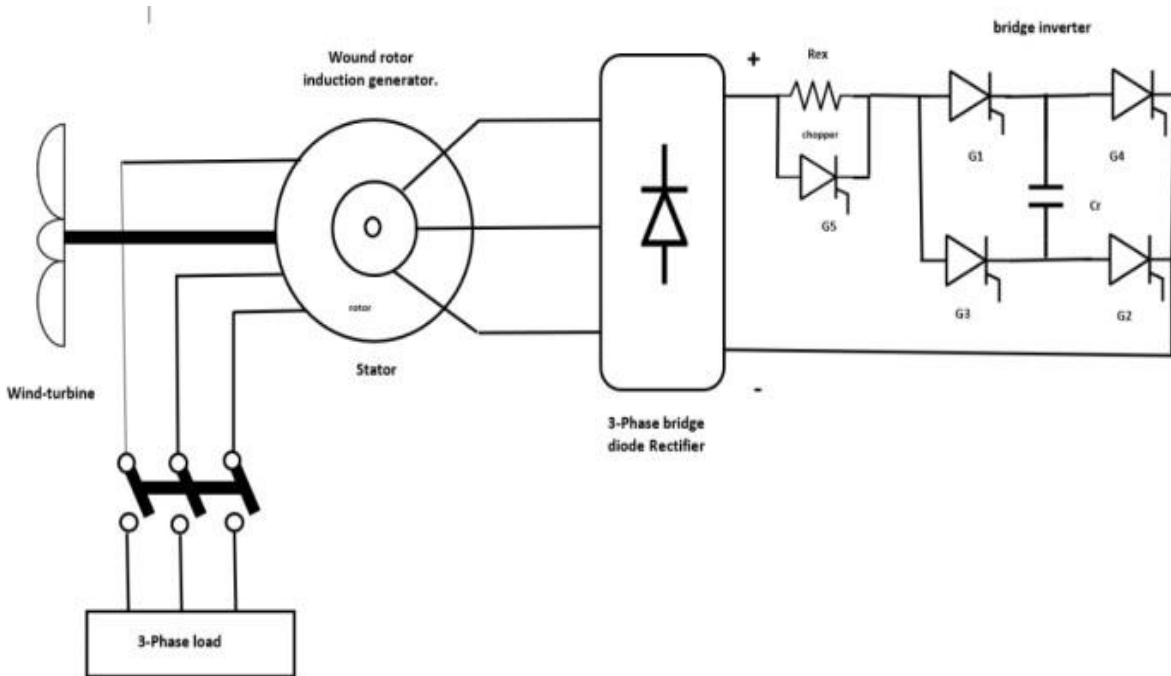 bridge inverter
Wound rotor
induction generator.
+
Rex
chopper
G1
G4
G5
Cr
rotor
G3
G2
Stator
Wind-turbine
-
3-Phase bridge
diode Rectifier
3-Phase load